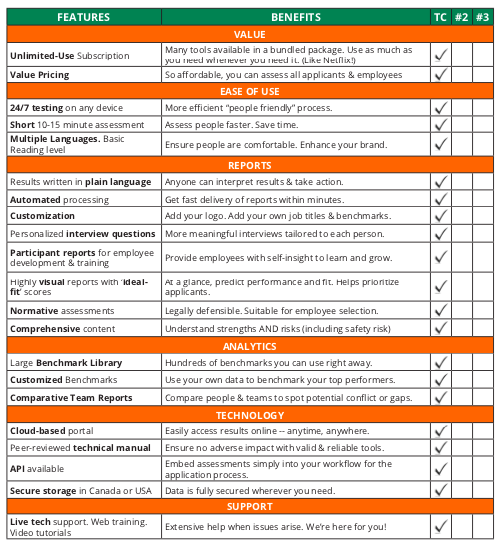 FEATURES BENEFITS TC #2 #3
VALUE
Unlimited-Use Subscription
Many tools available in a bundled package. Use as much as
you need whenever you need it. (Like Netflix!)
Value Pricing
So affordable, you can assess all applicants & employees
EASE OF USE
24/7 testing on any device
More efficient "people friendly" process.
Short 10-15 minute assessment
Assess people faster. Save time.
Multiple Languages. Basic
Reading level
Ensure people are comfortable. Enhance your brand.
REPORTS
Results written in plain language
Anyone can interpret results & take action.
Automated processing
Get fast delivery of reports within minutes.
Customization
Add your logo. Add your own job titles & benchmarks.
Personalized interview questions
More meaningful interviews tailored to each person.
Participant reports for employee
development & training
Provide employees with self-insight to learn and grow.
Highly visual reports with 'ideal-
fit' scores
At a glance, predict performance and fit. Helps prioritize
applicants.
Normative assessments
Legally defensible. Suitable for employee selection.
Comprehensive content
Understand strengths AND risks (including safety risk)
ANALYTICS
Large Benchmark Library
Hundreds of benchmarks you can use right away.
Customized Benchmarks
Use your own data to benchmark your top performers.
Comparative Team Reports
Compare people & teams to spot potential conflict or gaps.
TECHNOLOGY
Cloud-based portal
Easily access results online -- anytime, anywhere.
Peer-reviewed technical manual
Ensure no adverse impact with valid & reliable tools.
API available
Embed assessments simply into your workflow for the
application process.
Secure storage in Canada or USA
Data is fully secured wherever you need.
SUPPORT
Live tech support. Web training.
Video tutorials
Extensive help when issues arise. We're here for you!